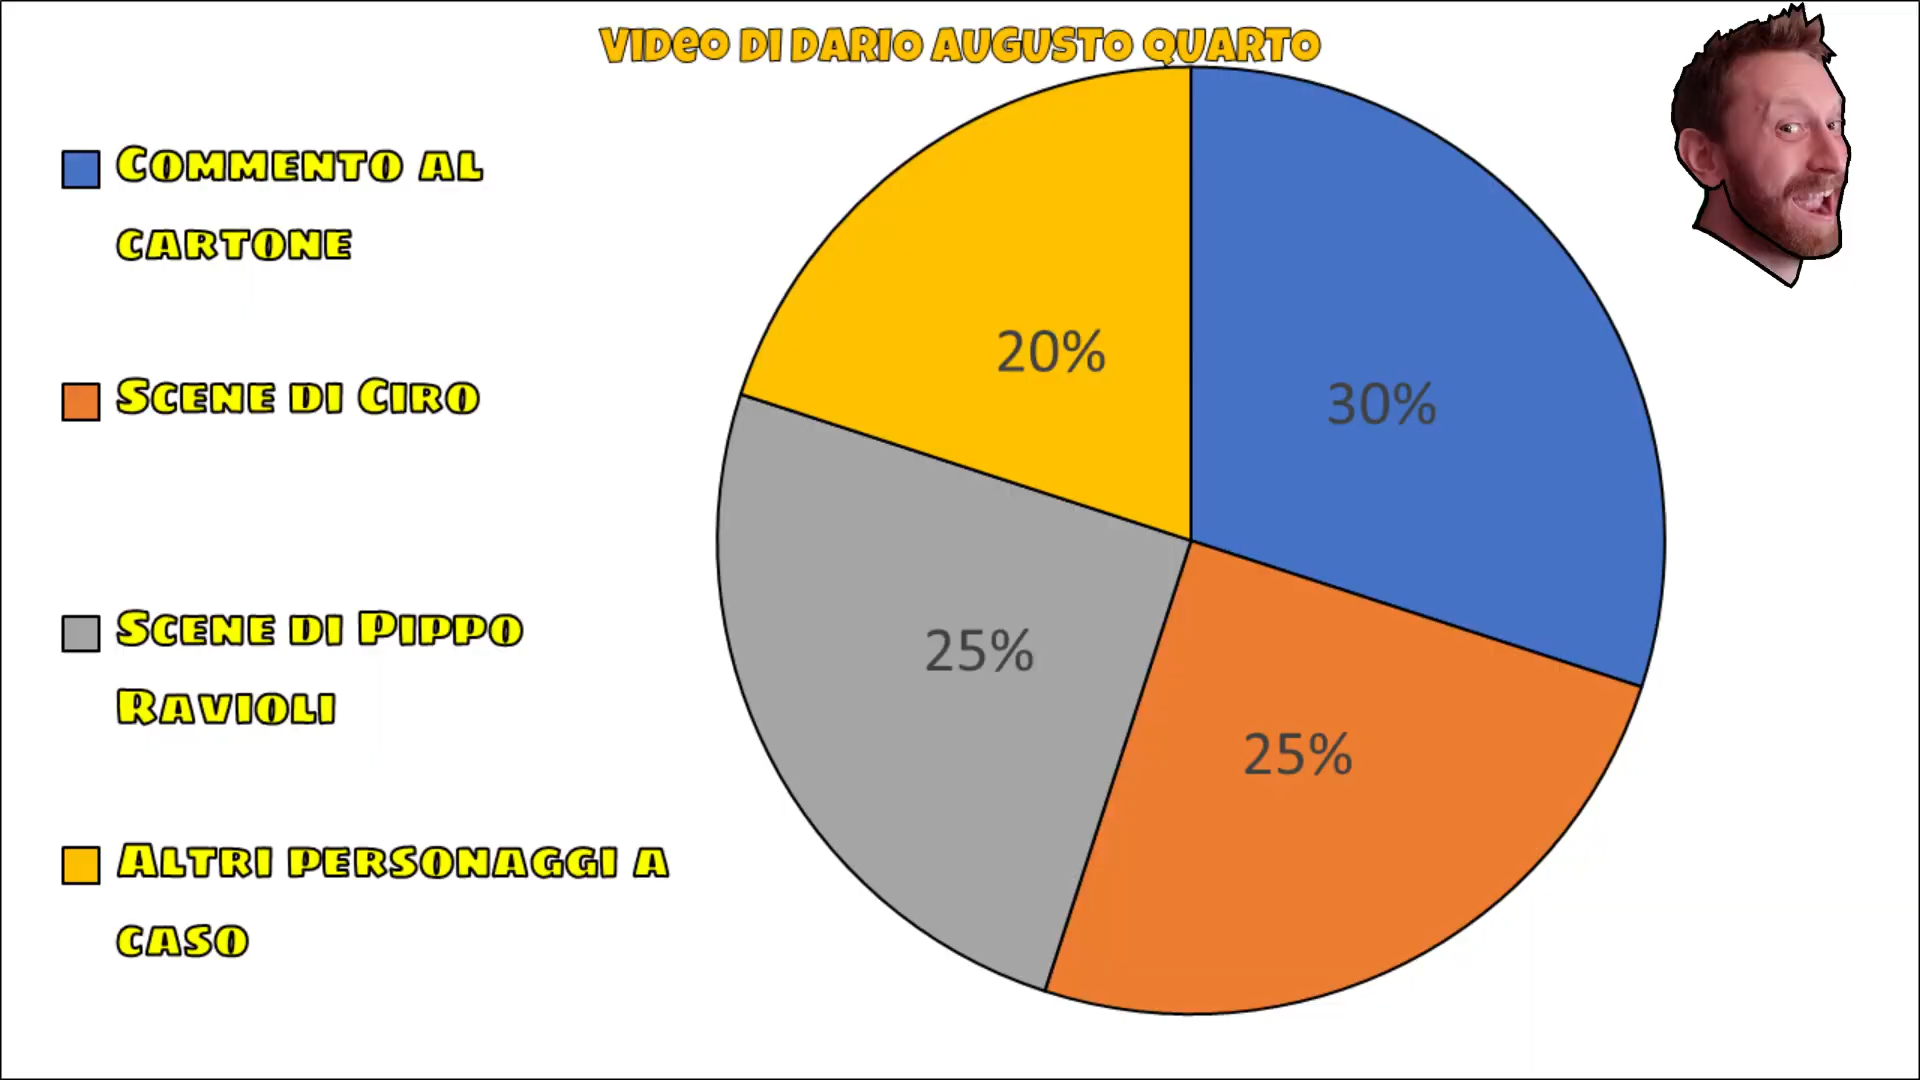 VIDeO DI DARIO AUGUSTO QUARTO
Commento al
cartone
Scene di Ciro
Scene di Pippo
Ravioli
Altri personaggi a
caso
20%
30%
25%
25%